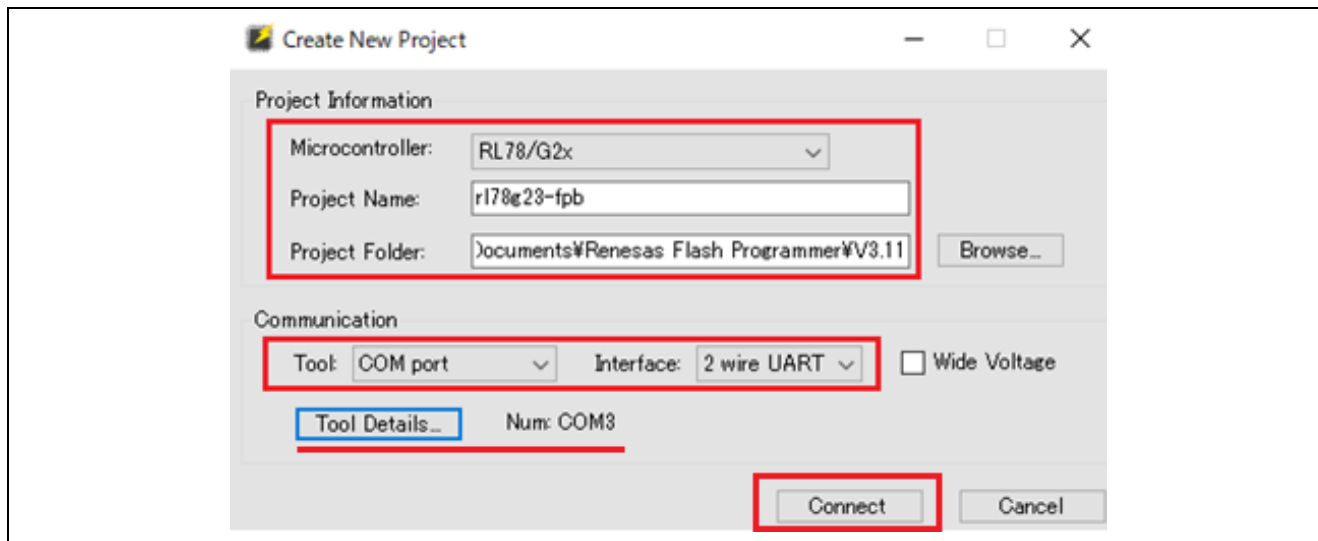 Create New Project
Project Information
Microcontroller: RL78/G2x
Project Name: rl78g23-fpb
Project Folder: Documents¥Renesas Flash Programmer¥V3.11 Browse...
Communication
Tool: COM port Interface: 2 wire UART Wide Voltage
Tool Details... Num: COM3
Connect Cancel